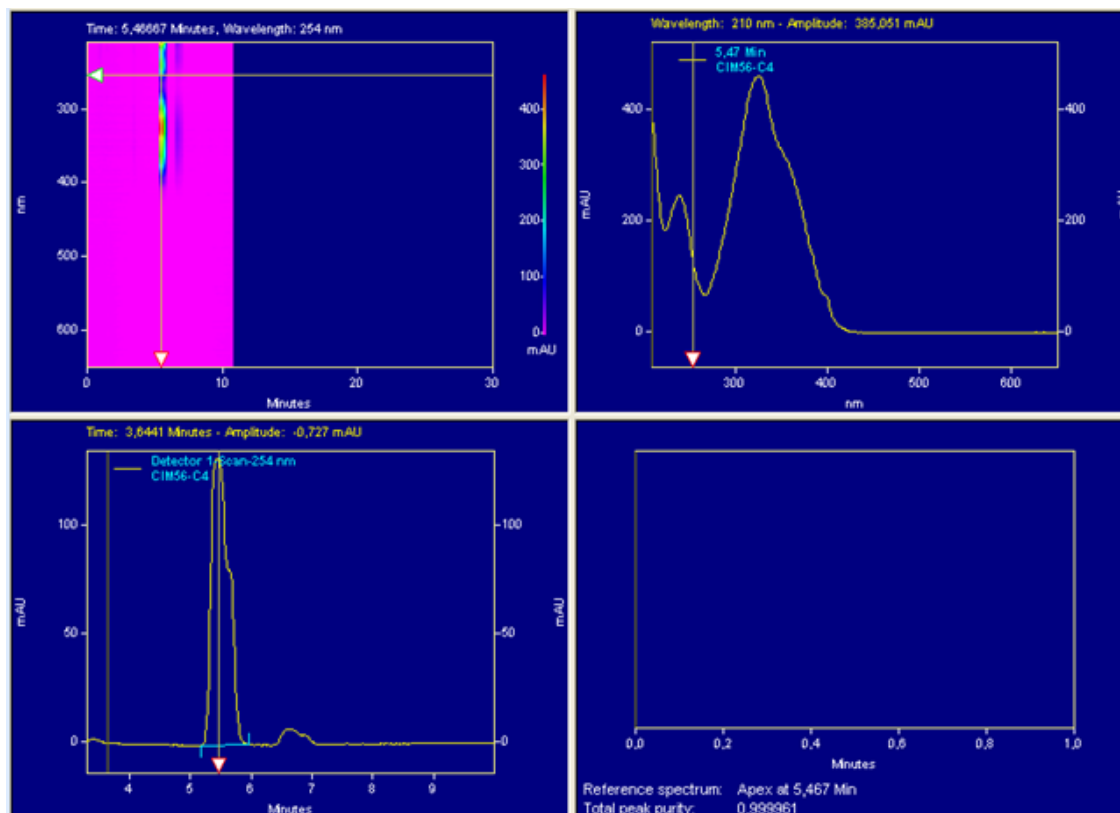 Time: 5,46667 Minutes, Wavelength: 254 nm
300
400
500
600
nm
0
10
20
30
Minutes
400
300
200
100
0
mAU
Wavelength: 210 nm - Amplitude: 385,051 mAU
5,47 Min
CIM56-C4
400
200
0
mAU
400
200
0
300
400
500
600
nm
Time: 3,6441 Minutes - Amplitude: -0,727 mAU
Detector 1-Scan-254 nm
CIM56-C4
100
50
0
mAU
100
50
0
mAU
4
5
6
7
8
9
Minutes
0,0
0,2
0,4
0,6
0,8
1,0
Minutes
Reference spectrum: Apex at 5,467 Min
Total peak purity: 0,999961